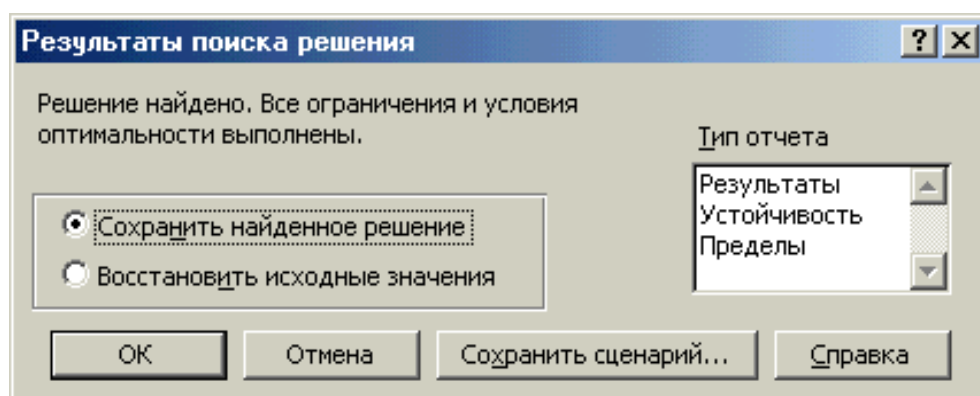 Результаты поиска решения
Решение найдено. Все ограничения и условия
оптимальности выполнены.
Тип отчета
Результаты
Устойчивость
Пределы
Сохранить найденное решение
Восстановить исходные значения
ОК
Отмена
Сохранить сценарий...
Справка